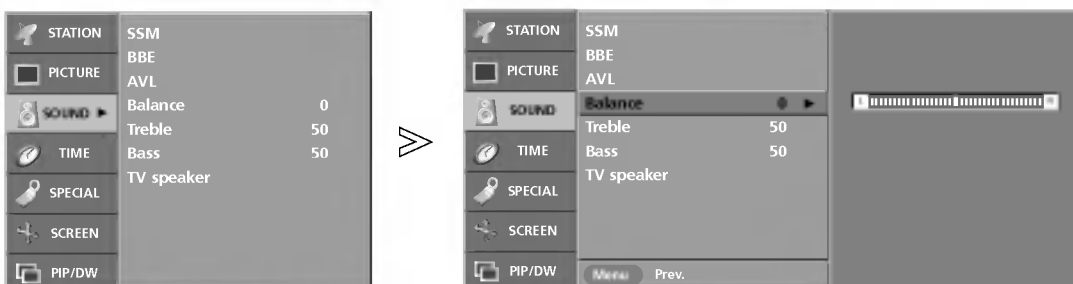 STATION
PICTURE
SOUND
TIME
SPECIAL
SCREEN
PIP/DW
SSM
BBE
AVL
Balance 0
Treble 50
Bass 50
TV speaker
STATION
PICTURE
SOUND
TIME
SPECIAL
SCREEN
PIP/DW
SSM
BBE
AVL
Balance 0
Treble 50
Bass 50
TV speaker
Menu Prev.
L R